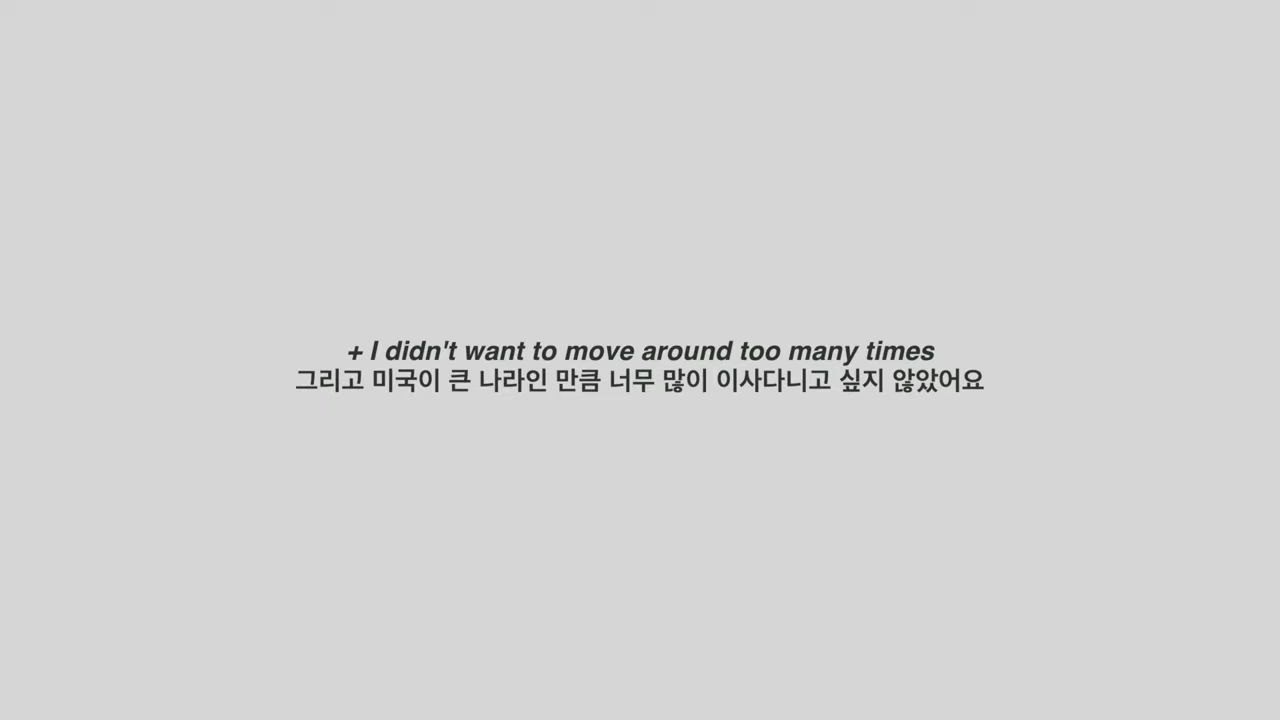 + I didn't want to move around too many times
그리고 미국이 큰 나라인 만큼 너무 많이 이사다니고 싶지 않았어요